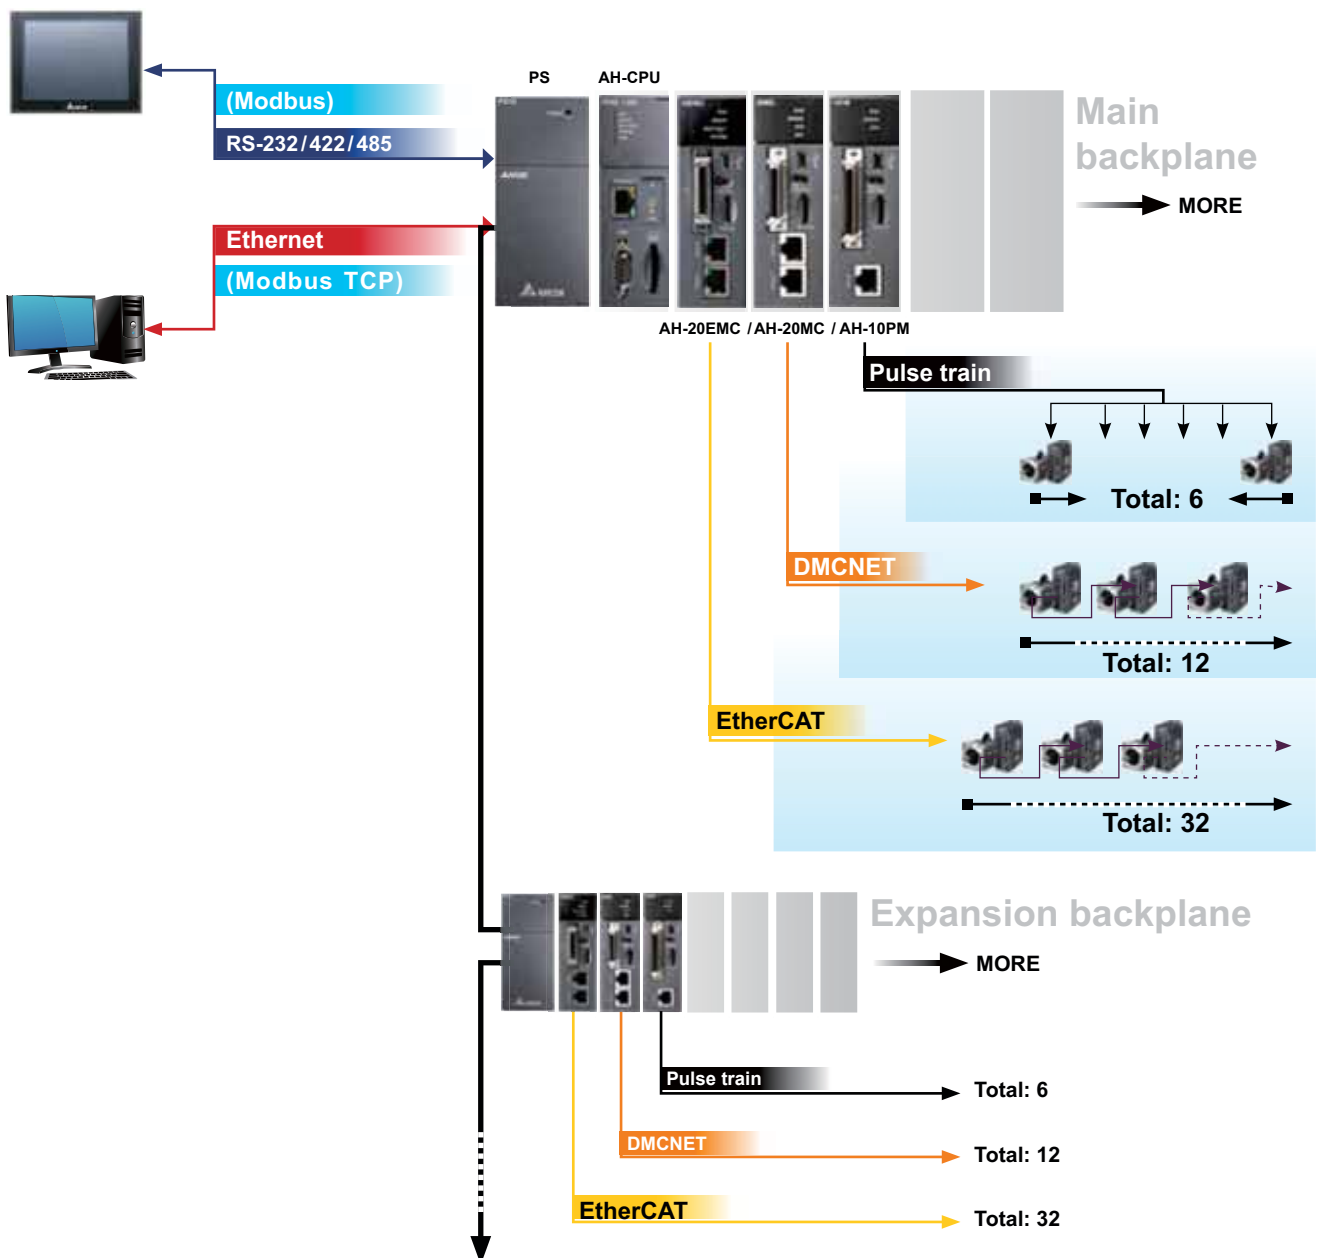 PS
AH-CPU
(Modbus)
RS-232/422/485
Ethernet
(Modbus TCP)
Main
backplane
MORE
AH-20EMC / AH-20MC / AH-10PM
Pulse train
Total: 6
DMCNET
Total: 12
EtherCAT
Total: 32
Expansion backplane
MORE
Pulse train
Total: 6
DMCNET
Total: 12
EtherCAT
Total: 32